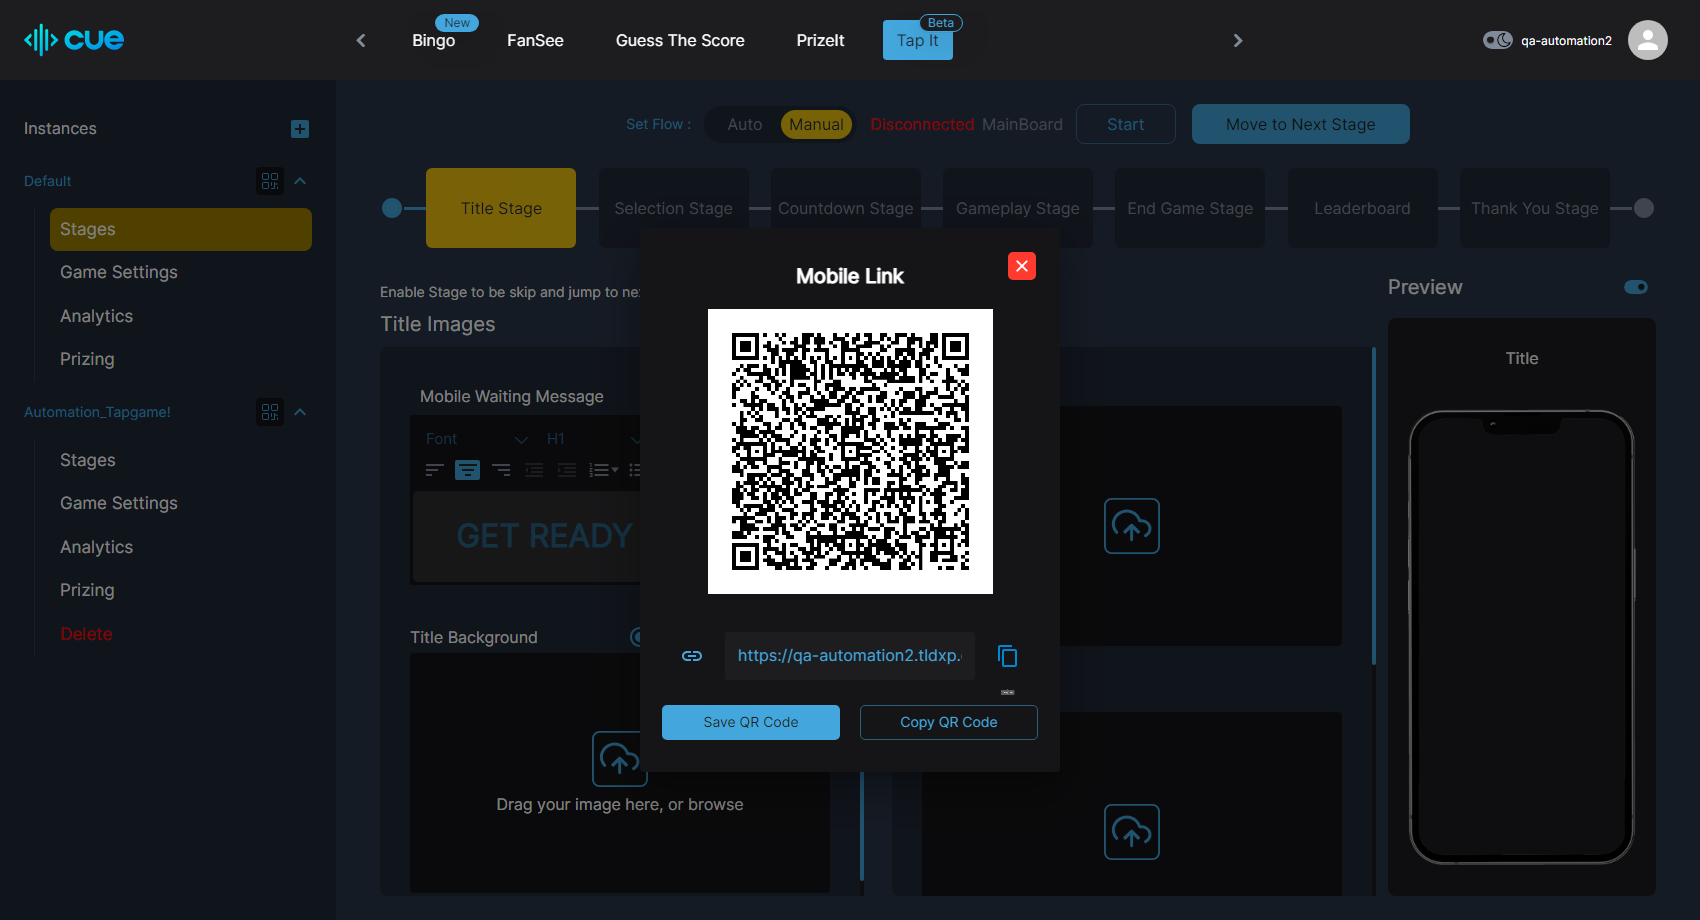 cue
Bingo
New
FanSee
Guess The Score
PrizeIt
Tap It
Beta
qa-automation2
Instances
Default
Stages
Game Settings
Analytics
Prizing
Automation_Tapgame!
Stages
Game Settings
Analytics
Prizing
Delete
Set Flow :
Auto
Manual
Disconnected
MainBoard
Start
Move to Next Stage
Title Stage
Selection Stage
Countdown Stage
Gameplay Stage
End Game Stage
Leaderboard
Thank You Stage
Enable Stage to be skip and jump to ne
Title Images
Mobile Waiting Message
Font
H1
GET READY
Title Background
Drag your image here, or browse
Mobile Link
https://qa-automation2.tldxp.
Save QR Code
Copy QR Code
Preview
Title